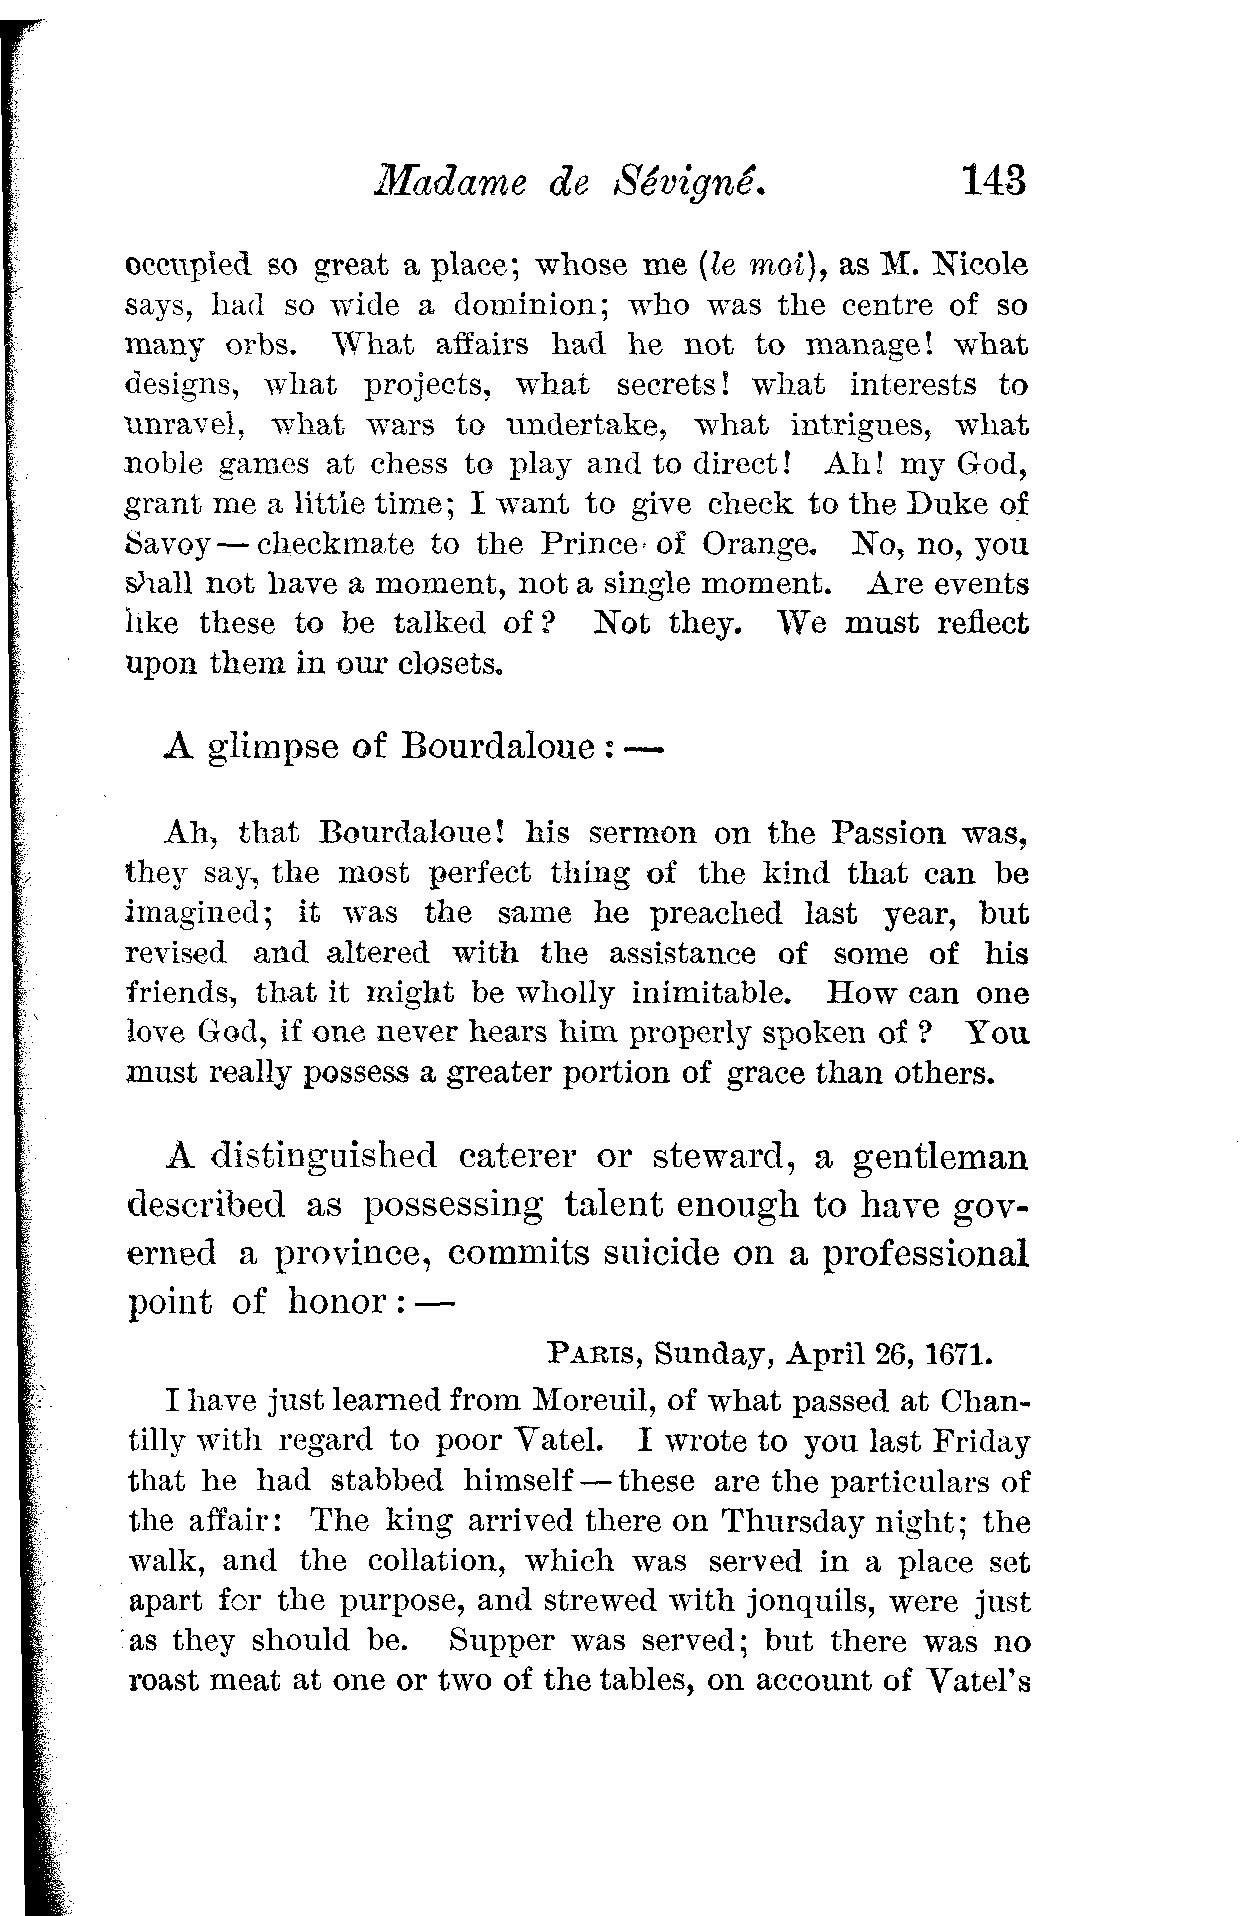 Madame de Sévigné. 143
occupied so great a place; whose me (le moi), as M. Nicole
says, had so wide a dominion; who was the centre of so
many orbs. What affairs had he not to manage! what
designs, what projects, what secrets! what interests to
unravel, what wars to undertake, what intrigues, what
noble games at chess to play and to direct! Ah! my God,
grant me a little time; I want to give check to the Duke of
Savoy — checkmate to the Prince of Orange. No, no, you
shall not have a moment, not a single moment. Are events
like these to be talked of? Not they. We must reflect
upon them in our closets.
A glimpse of Bourdaloue: —
Ah, that Bourdaloue! his sermon on the Passion was,
they say, the most perfect thing of the kind that can be
imagined; it was the same he preached last year, but
revised and altered with the assistance of some of his
friends, that it might be wholly inimitable. How can one
love God, if one never hears him properly spoken of? You
must really possess a greater portion of grace than others.
A distinguished caterer or steward, a gentleman
described as possessing talent enough to have gov-
erned a province, commits suicide on a professional
point of honor: —
PARIS, Sunday, April 26, 1671.
I have just learned from Moreuil, of what passed at Chan-
tilly with regard to poor Vatel. I wrote to you last Friday
that he had stabbed himself — these are the particulars of
the affair: The king arrived there on Thursday night; the
walk, and the collation, which was served in a place set
apart for the purpose, and strewed with jonquils, were just
as they should be. Supper was served; but there was no
roast meat at one or two of the tables, on account of Vatel's